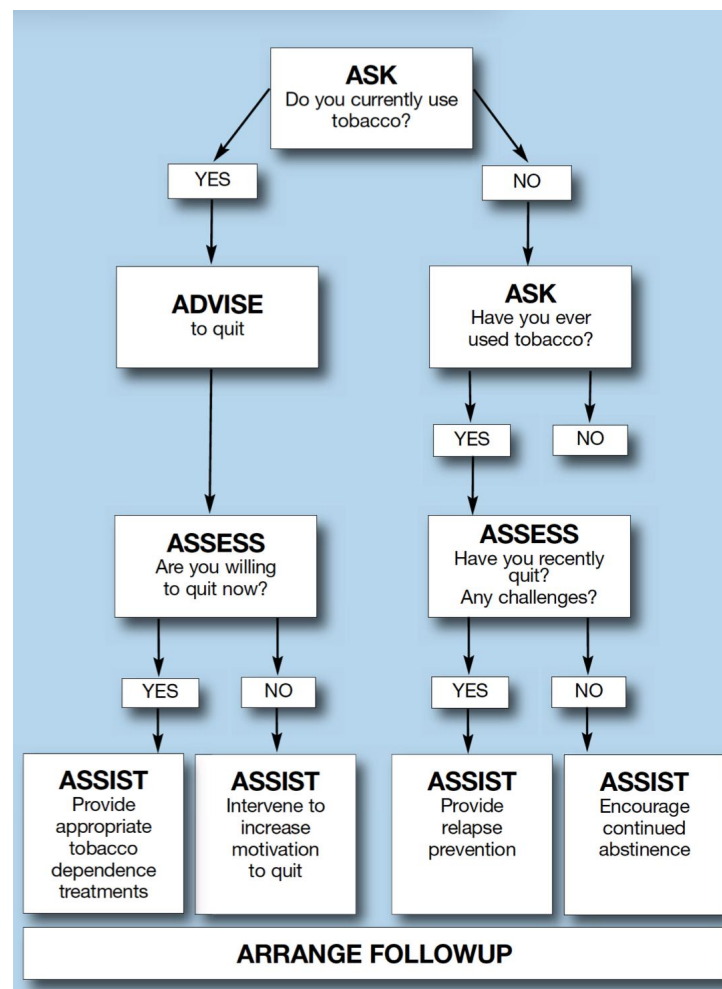 ASK
Do you currently use
tobacco?
YES
NO
ADVISE
to quit
ASK
Have you ever
used tobacco?
YES
NO
ASSESS
Are you willing
to quit now?
ASSESS
Have you recently
quit?
Any challenges?
YES
NO
YES
NO
ASSIST
Provide
appropriate
tobacco
dependence
treatments
ASSIST
Intervene to
increase
motivation
to quit
ASSIST
Provide
relapse
prevention
ASSIST
Encourage
continued
abstinence
ARRANGE FOLLOWUP